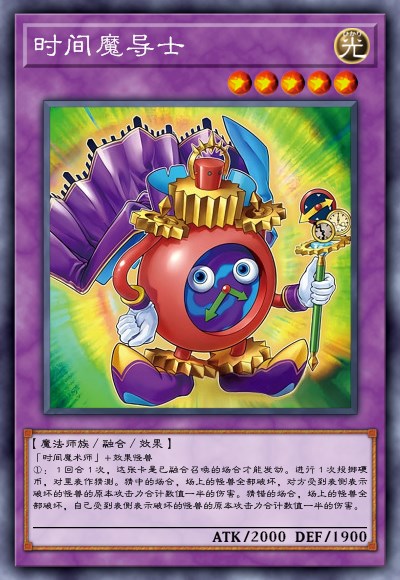 时间魔导士
ひかり
光
【魔法师族／融合／效果】
「时间魔术师」+效果怪兽
①：1回合1次，这张卡是已融合召唤的场合才能发动。进行1次投掷硬
币，对里表作猜测。猜中的场合，场上的怪兽全部破坏，对方受到表侧表示
破坏的怪兽的原本攻击力合计数值一半的伤害。猜错的场合，场上的怪兽全
部破坏，自己受到表侧表示破坏的怪兽的原本攻击力合计数值一半的伤害。
ATK/2000 DEF/1900